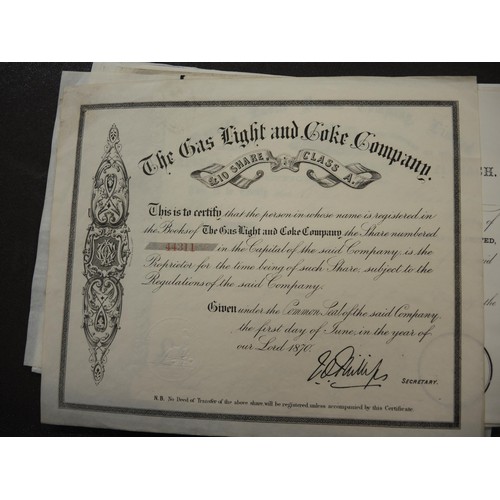 The Gas Light and Coke Company.
£10 SHARE, CLASS A.
This is to certify that the person in whose name is registered in
the Books of The Gas Light and Coke Company the Share numbered
44311 in the Capital of the said Company, is the
Proprietor for the time being of such Share, subject to the
Regulations of the said Company.
Given under the Common Seal of the said Company,
the first day of June, in the year of
our Lord 1870.
SECRETARY.
N.B. No Deed of Transfer of the above share will be registered unless accompanied by this Certificate.